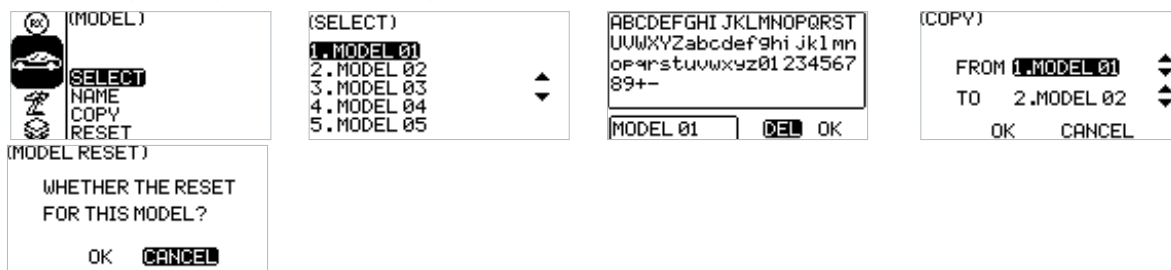 RX
(MODEL)
SELECT
NAME
COPY
RESET
(SELECT)
1.MODEL 01
2.MODEL 02
3.MODEL 03
4.MODEL 04
5.MODEL 05
ABCDEFGHIJKLMNOPQRST
UVWXYZabcdefghijklmn
opqrstuvwxyz01234567
89+-
MODEL 01 DEL OK
(COPY)
FROM 1.MODEL 01
TO 2.MODEL 02
OK CANCEL
(MODEL RESET)
WHETHER THE RESET
FOR THIS MODEL?
OK CANCEL